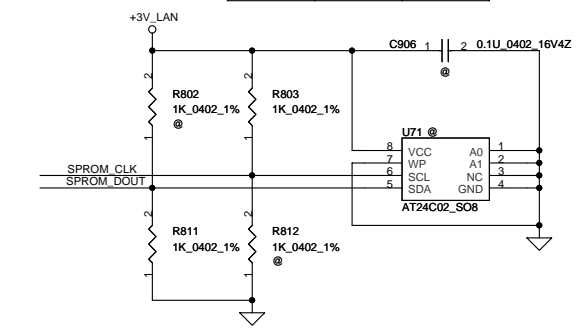 +3V_LAN
C906 1 2 0.1U_0402_16V4Z
@
2 2
R802 R803
1K_0402_1% 1K_0402_1%
@
1 1
U71 @
8 VCC A0 1
7 WP A1 2
6 SCL NC 3
5 SDA GND 4
AT24C02_SO8
SPROM_CLK
SPROM_DOUT
2 2
R811 R812
1K_0402_1% 1K_0402_1%
@
1 1